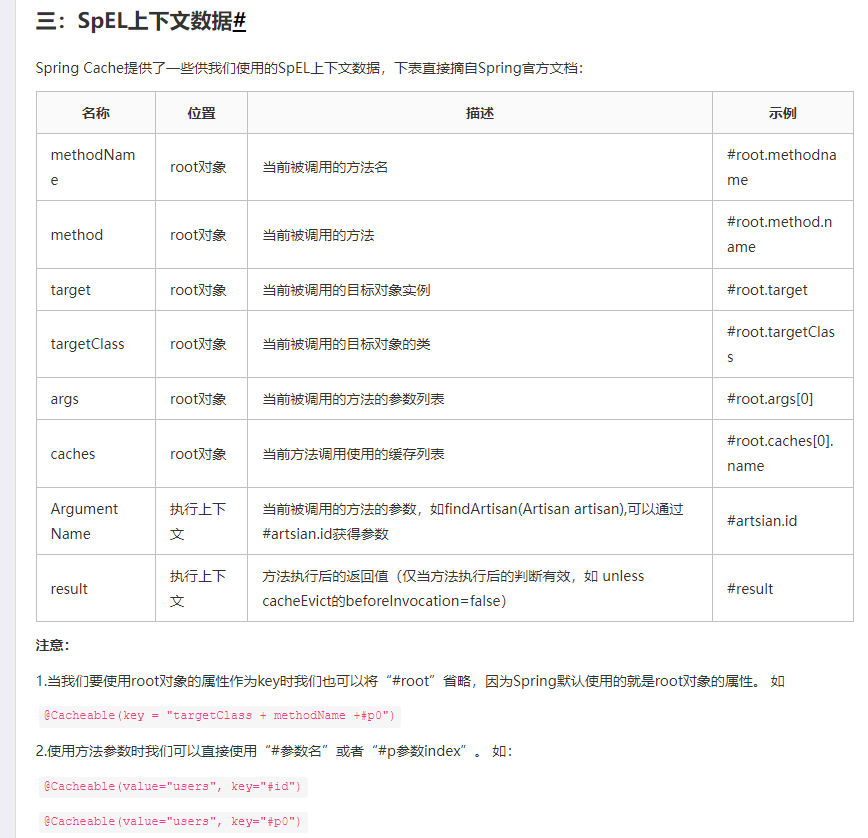 三：SpEL上下文数据#
Spring Cache提供了一些供我们使用的SpEL上下文数据，下表直接摘自Spring官方文档：
名称 位置 描述 示例
methodNam
e
root对象
当前被调用的方法名
#root.methodna
me
method
root对象
当前被调用的方法
#root.method.n
ame
target
root对象
当前被调用的目标对象实例
#root.target
targetClass
root对象
当前被调用的目标对象的类
#root.targetClas
s
args
root对象
当前被调用的方法的参数列表
#root.args[0]
caches
root对象
当前方法调用使用的缓存列表
#root.caches[0].
name
Argument
Name
执行上下
文
当前被调用的方法的参数，如findArtisan(Artisan artisan),可以通过
#artsian.id获得参数
#artsian.id
result
执行上下
文
方法执行后的返回值（仅当方法执行后的判断有效，如 unless
cacheEvict的beforeInvocation=false）
#result
注意：
1.当我们要使用root对象的属性作为key时我们也可以将“#root”省略，因为Spring默认使用的就是root对象的属性。 如
@Cacheable(key = "targetClass + methodName +#p0")
2.使用方法参数时我们可以直接使用“#参数名”或者“#p参数index”。 如：
@Cacheable(value="users", key="#id")
@Cacheable(value="users", key="#p0")